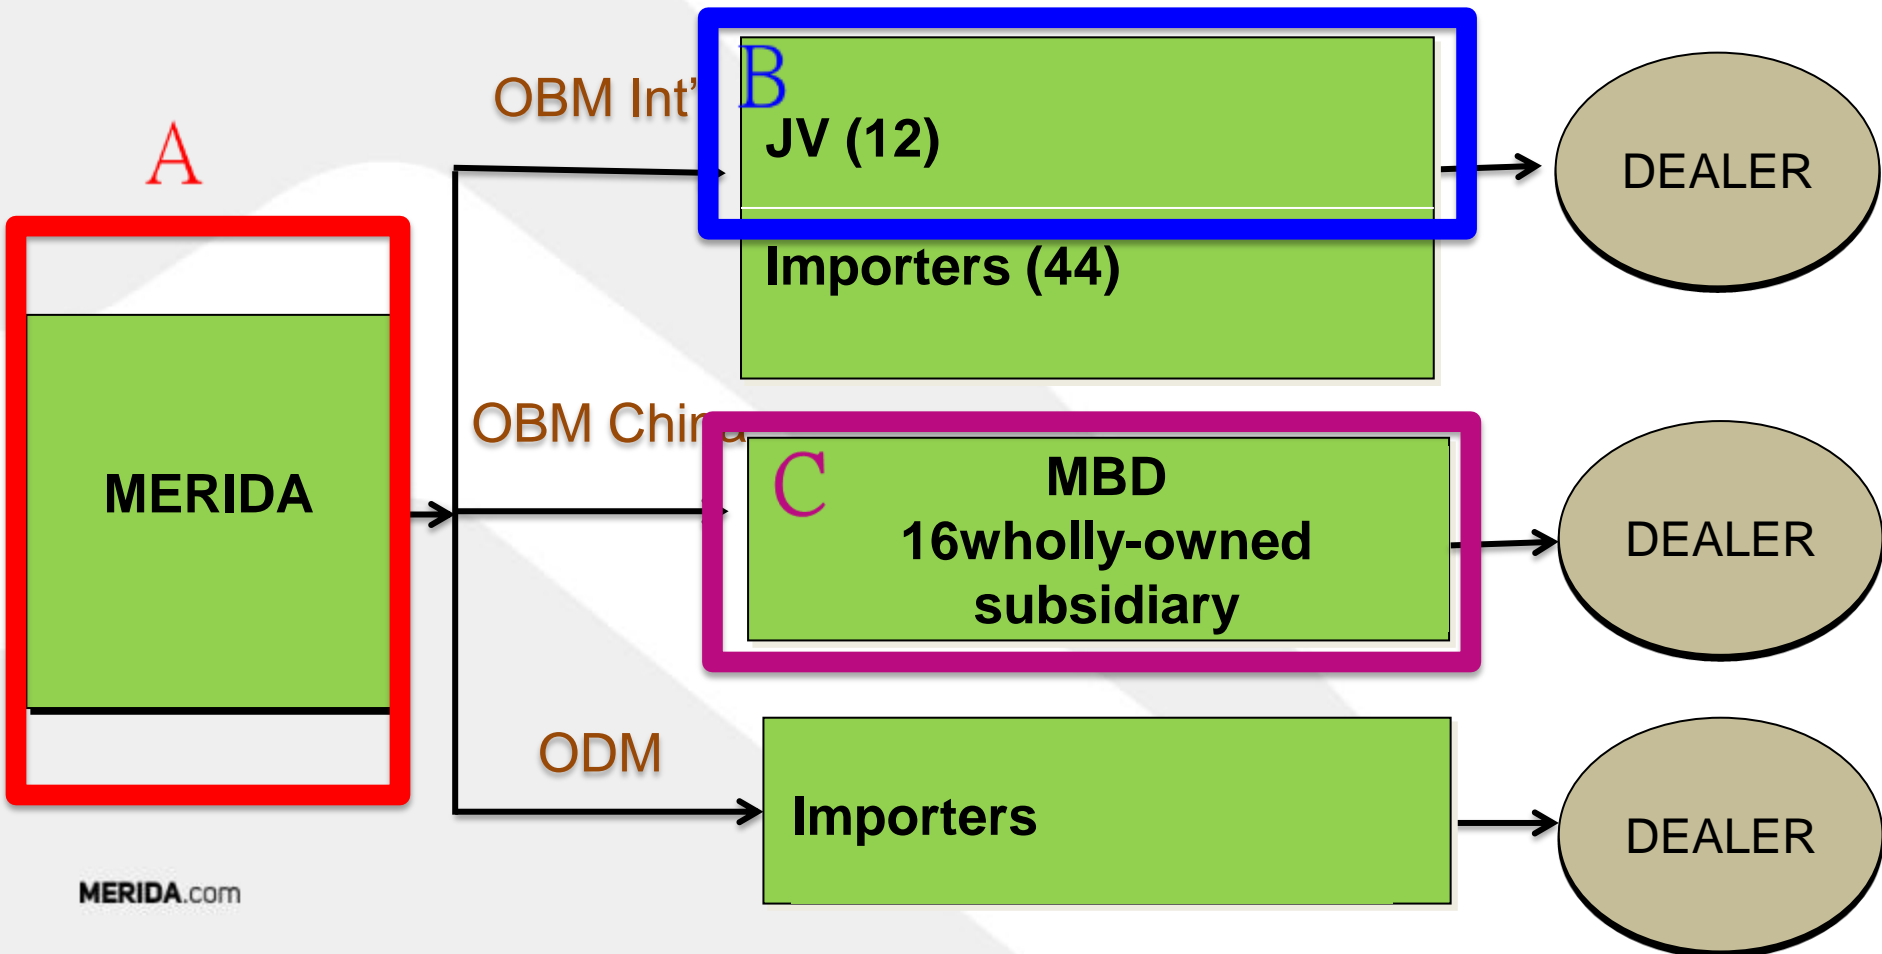 A
OBM Int'
B
JV (12)
Importers (44)
DEALER
MERIDA
OBM China
C
MBD
16wholly-owned
subsidiary
DEALER
ODM
Importers
DEALER
MERIDA.com